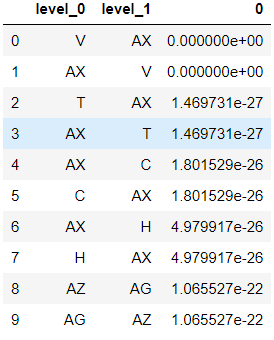 level_0 level_1 0
0 V AX 0.000000e+00
1 AX V 0.000000e+00
2 T AX 1.469731e-27
3 AX T 1.469731e-27
4 AX C 1.801529e-26
5 C AX 1.801529e-26
6 AX H 4.979917e-26
7 H AX 4.979917e-26
8 AZ AG 1.065527e-22
9 AG AZ 1.065527e-22